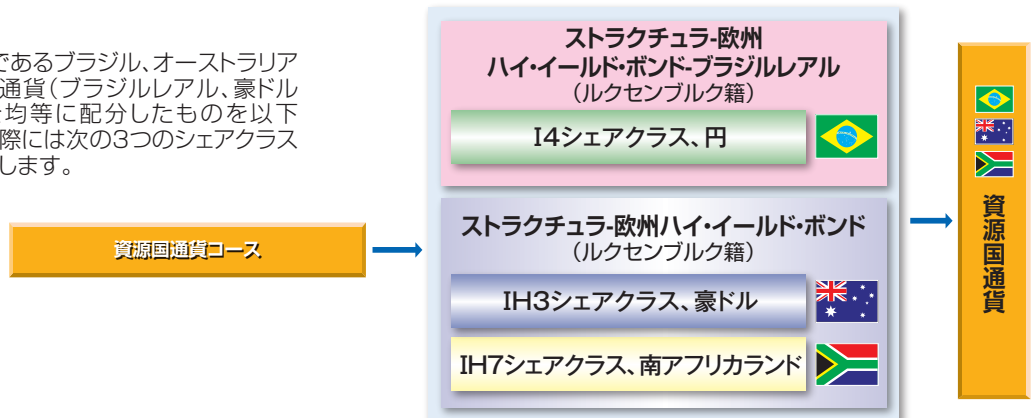 であるブラジル、オーストラリア
通貨(ブラジルレアル、豪ドル
均等に配分したものを以下
際には次の3つのシェアクラス
します。
資源国通貨コース
ストラクチュラ-欧州
ハイ・イールド・ボンド-ブラジルレアル
(ルクセンブルク籍)
I4シェアクラス、円
ストラクチュラ-欧州ハイ・イールド・ボンド
(ルクセンブルク籍)
IH3シェアクラス、豪ドル
IH7シェアクラス、南アフリカランド
資源国通貨